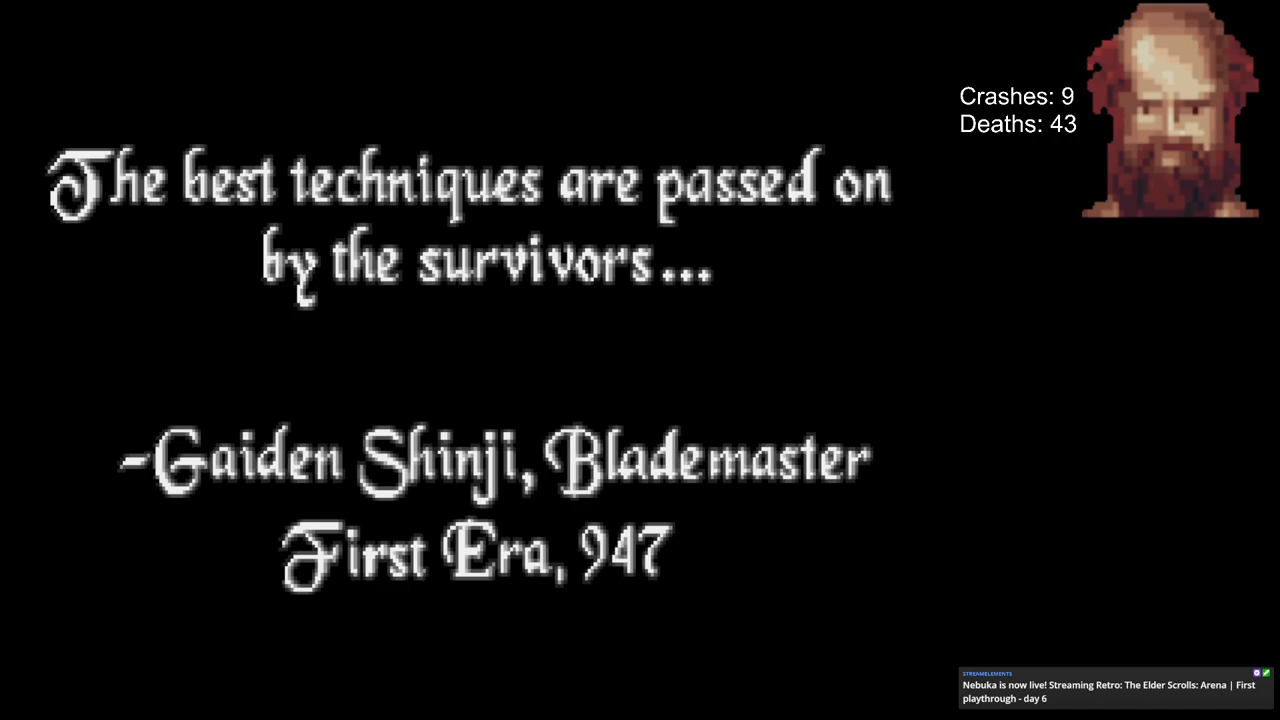 The best techniques are passed on
by the survivors...
-Gaiden Shinji, Blademaster
First Era, 947
Crashes: 9
Deaths: 43
STREAMELEMENTS
Nebuka is now live! Streaming Retro: The Elder Scrolls: Arena | First
playthrough - day 6